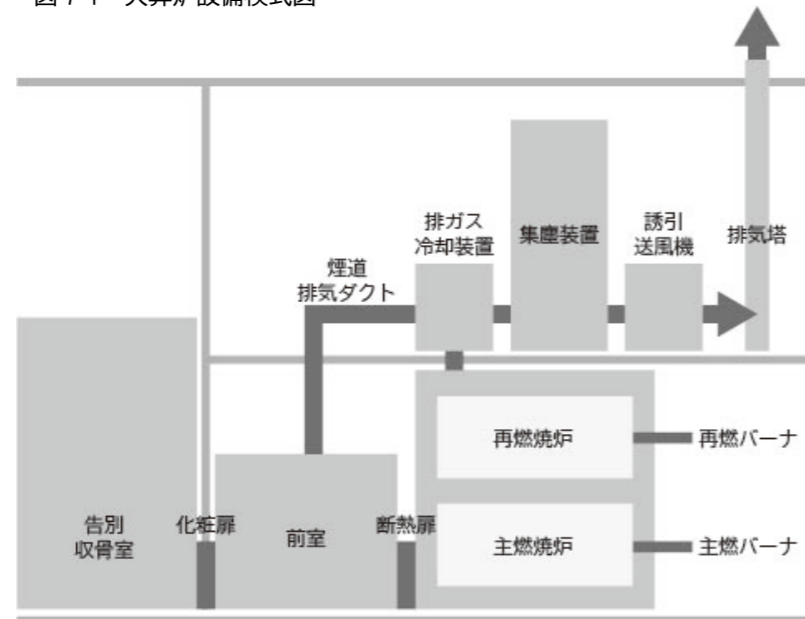 図 7-1 火葬炉設備模式図
排ガス
冷却装置
集塵装置
誘引
送風機
排気塔
煙道
排気ダクト
再燃焼炉
再燃バーナ
告別
収骨室
化粧扉
前室
断熱扉
主燃焼炉
主燃バーナ